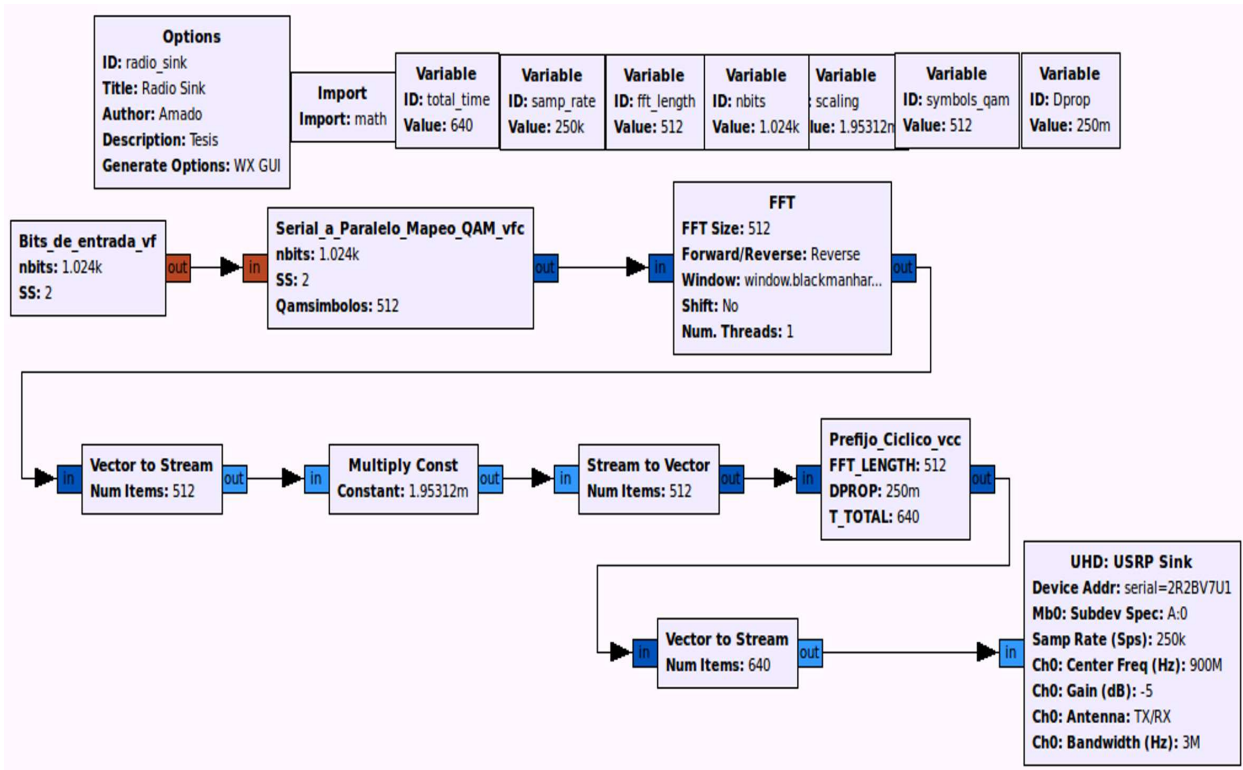 Options
ID: radio_sink
Title: Radio Sink
Author: Amado
Description: Tesis
Generate Options: WX GUI
Import
Import: math
Variable
ID: total_time
Value: 640
Variable
ID: samp_rate
Value: 250k
Variable
ID: fft_length
Value: 512
Variable
ID: nbits
Value: 1.024k
Variable
: scaling
lue: 1.95312m
Variable
ID: symbols_qam
Value: 512
Variable
ID: Dprop
Value: 250m
Bits_de_entrada_vf
nbits: 1.024k
SS: 2
out
in
Serial_a_Paralelo_Mapeo_QAM_vfc
nbits: 1.024k
SS: 2
Qamsimbolos: 512
out
in
FFT
FFT Size: 512
Forward/Reverse: Reverse
Window: window.blackmanhar...
Shift: No
Num. Threads: 1
out
in
Vector to Stream
Num Items: 512
out
in
Multiply Const
Constant: 1.95312m
out
in
Stream to Vector
Num Items: 512
out
in
Prefijo_Ciclico_vcc
FFT_LENGTH: 512
DPROP: 250m
T_TOTAL: 640
out
in
Vector to Stream
Num Items: 640
out
in
UHD: USRP Sink
Device Addr: serial=2R2BV7U1
Mb0: Subdev Spec: A:0
Samp Rate (Sps): 250k
Ch0: Center Freq (Hz): 900M
Ch0: Gain (dB): -5
Ch0: Antenna: TX/RX
Ch0: Bandwidth (Hz): 3M